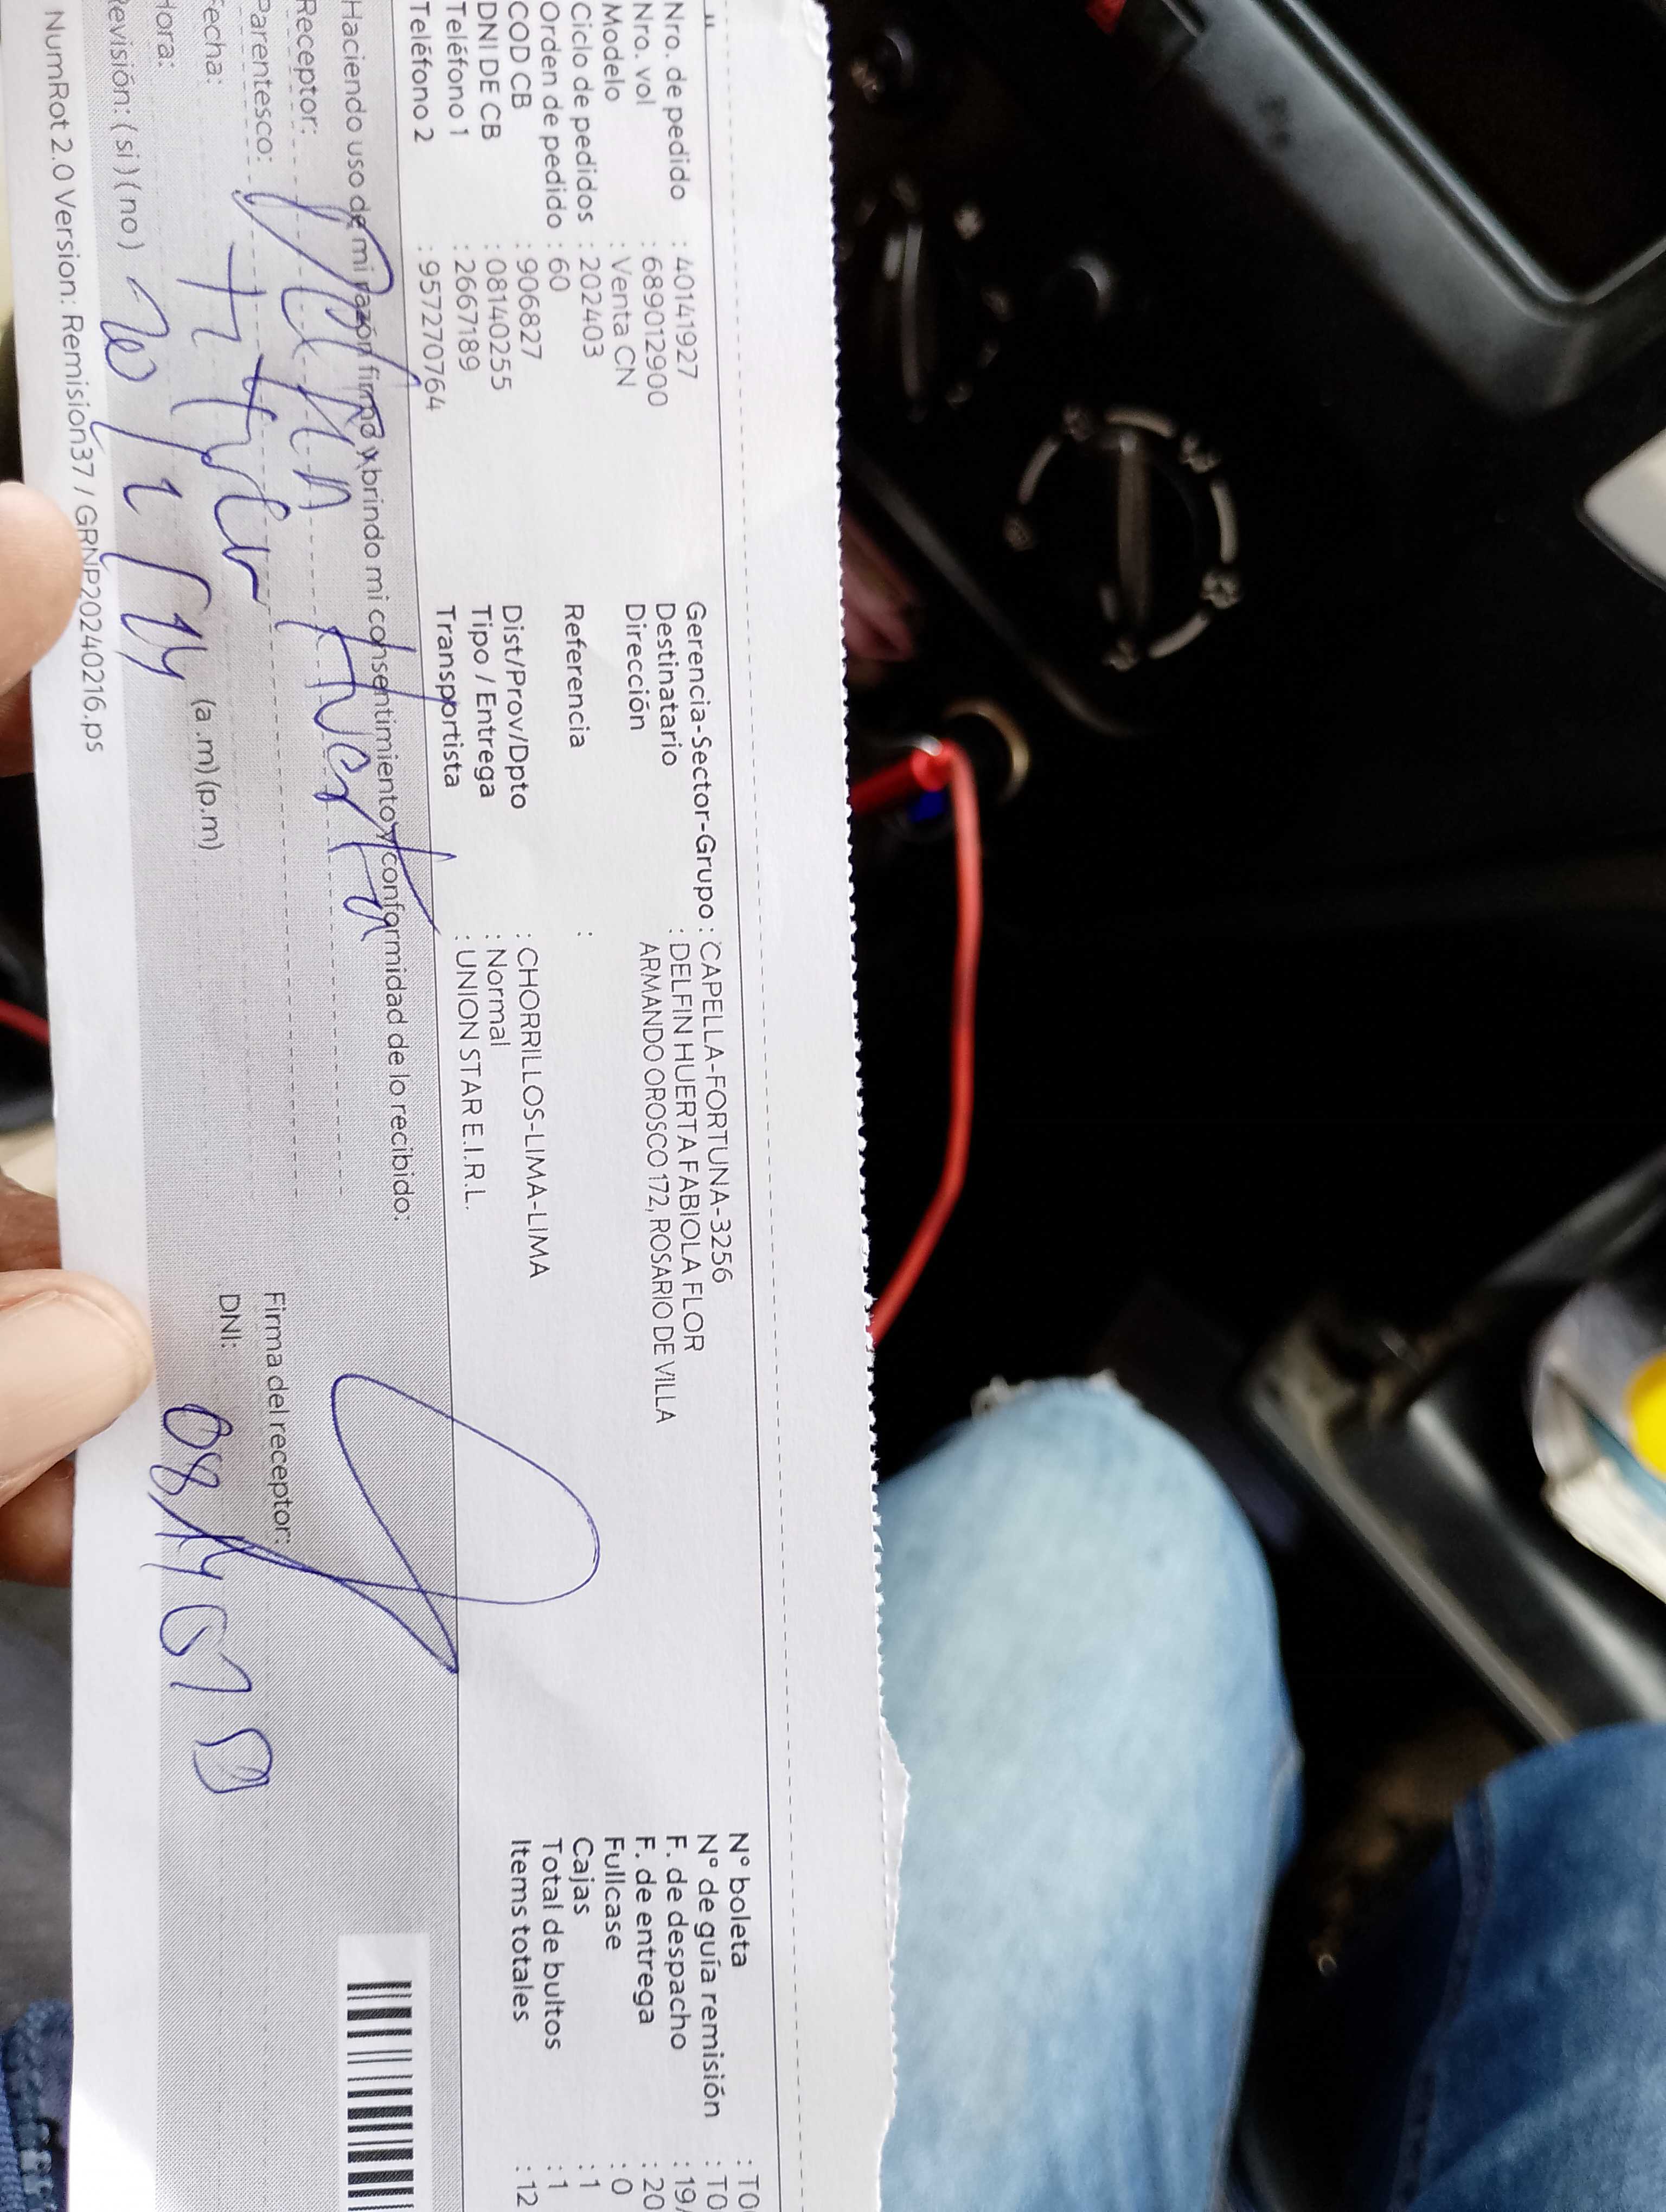 Nro. de pedido : 40141927
Nro. vol : 689012900
Modelo : Venta CN
Ciclo de pedidos : 202403
Orden de pedido : 60
COD CB : 906827
DNI DE CB : 08140255
Teléfono 1 : 2667189
Teléfono 2 : 957270764
Gerencia-Sector-Grupo : CAPELLA-FORTUNA-3256
Destinatario : DELFIN HUERTA FABIOLA FLOR
Dirección ARMANDO OROSCO 172, ROSARIO DE VILLA
Referencia :
Dist/Prov/Dpto : CHORRILLOS-LIMA-LIMA
Tipo / Entrega : Normal
Transportista : UNION STAR E.I.R.L.
N° boleta : T0
N° de guía remisión : T0
F. de despacho : 19/
F. de entrega : 20
Fullcase : 0
Cajas : 1
Total de bultos : 1
Items totales : 12
Haciendo uso de mi razón firmo y brindo mi consentimiento y conformidad de lo recibido:
Receptor: Huerta
Parentesco:
Fecha:
Hora: (a.m)(p.m)
Revisión: (si)(no)
Firma del receptor:
DNI:
NumRot 2.0 Version: Remision37 / GRNP20240216.ps